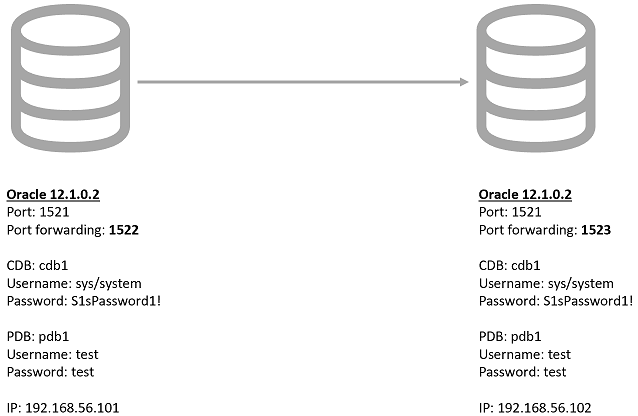 Oracle 12.1.0.2
Port: 1521
Port forwarding: 1522
CDB: cdb1
Username: sys/system
Password: S1sPassword1!
PDB: pdb1
Username: test
Password: test
IP: 192.168.56.101
Oracle 12.1.0.2
Port: 1521
Port forwarding: 1523
CDB: cdb1
Username: sys/system
Password: S1sPassword1!
PDB: pdb1
Username: test
Password: test
IP: 192.168.56.102